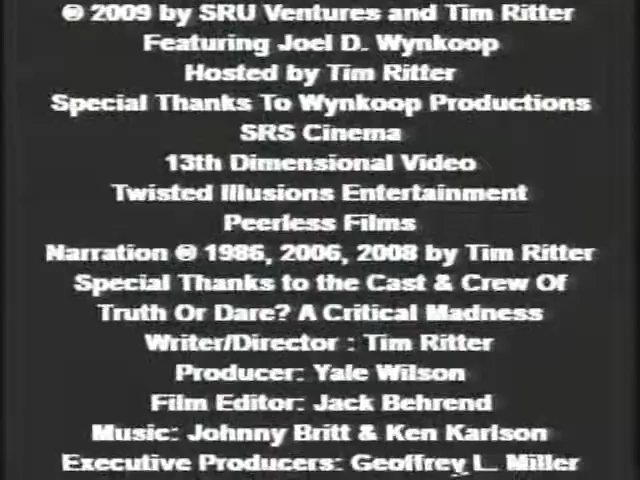 © 2009 by SRU Ventures and Tim Ritter
Featuring Joel D. Wynkoop
Hosted by Tim Ritter
Special Thanks To Wynkoop Productions
SRS Cinema
13th Dimensional Video
Twisted Illusions Entertainment
Peerless Films
Narration © 1986, 2006, 2008 by Tim Ritter
Special Thanks to the Cast & Crew Of
Truth Or Dare? A Critical Madness
Writer/Director : Tim Ritter
Producer: Yale Wilson
Film Editor: Jack Behrend
Music: Johnny Britt & Ken Karlson
Executive Producers: Geoffrey L. Miller